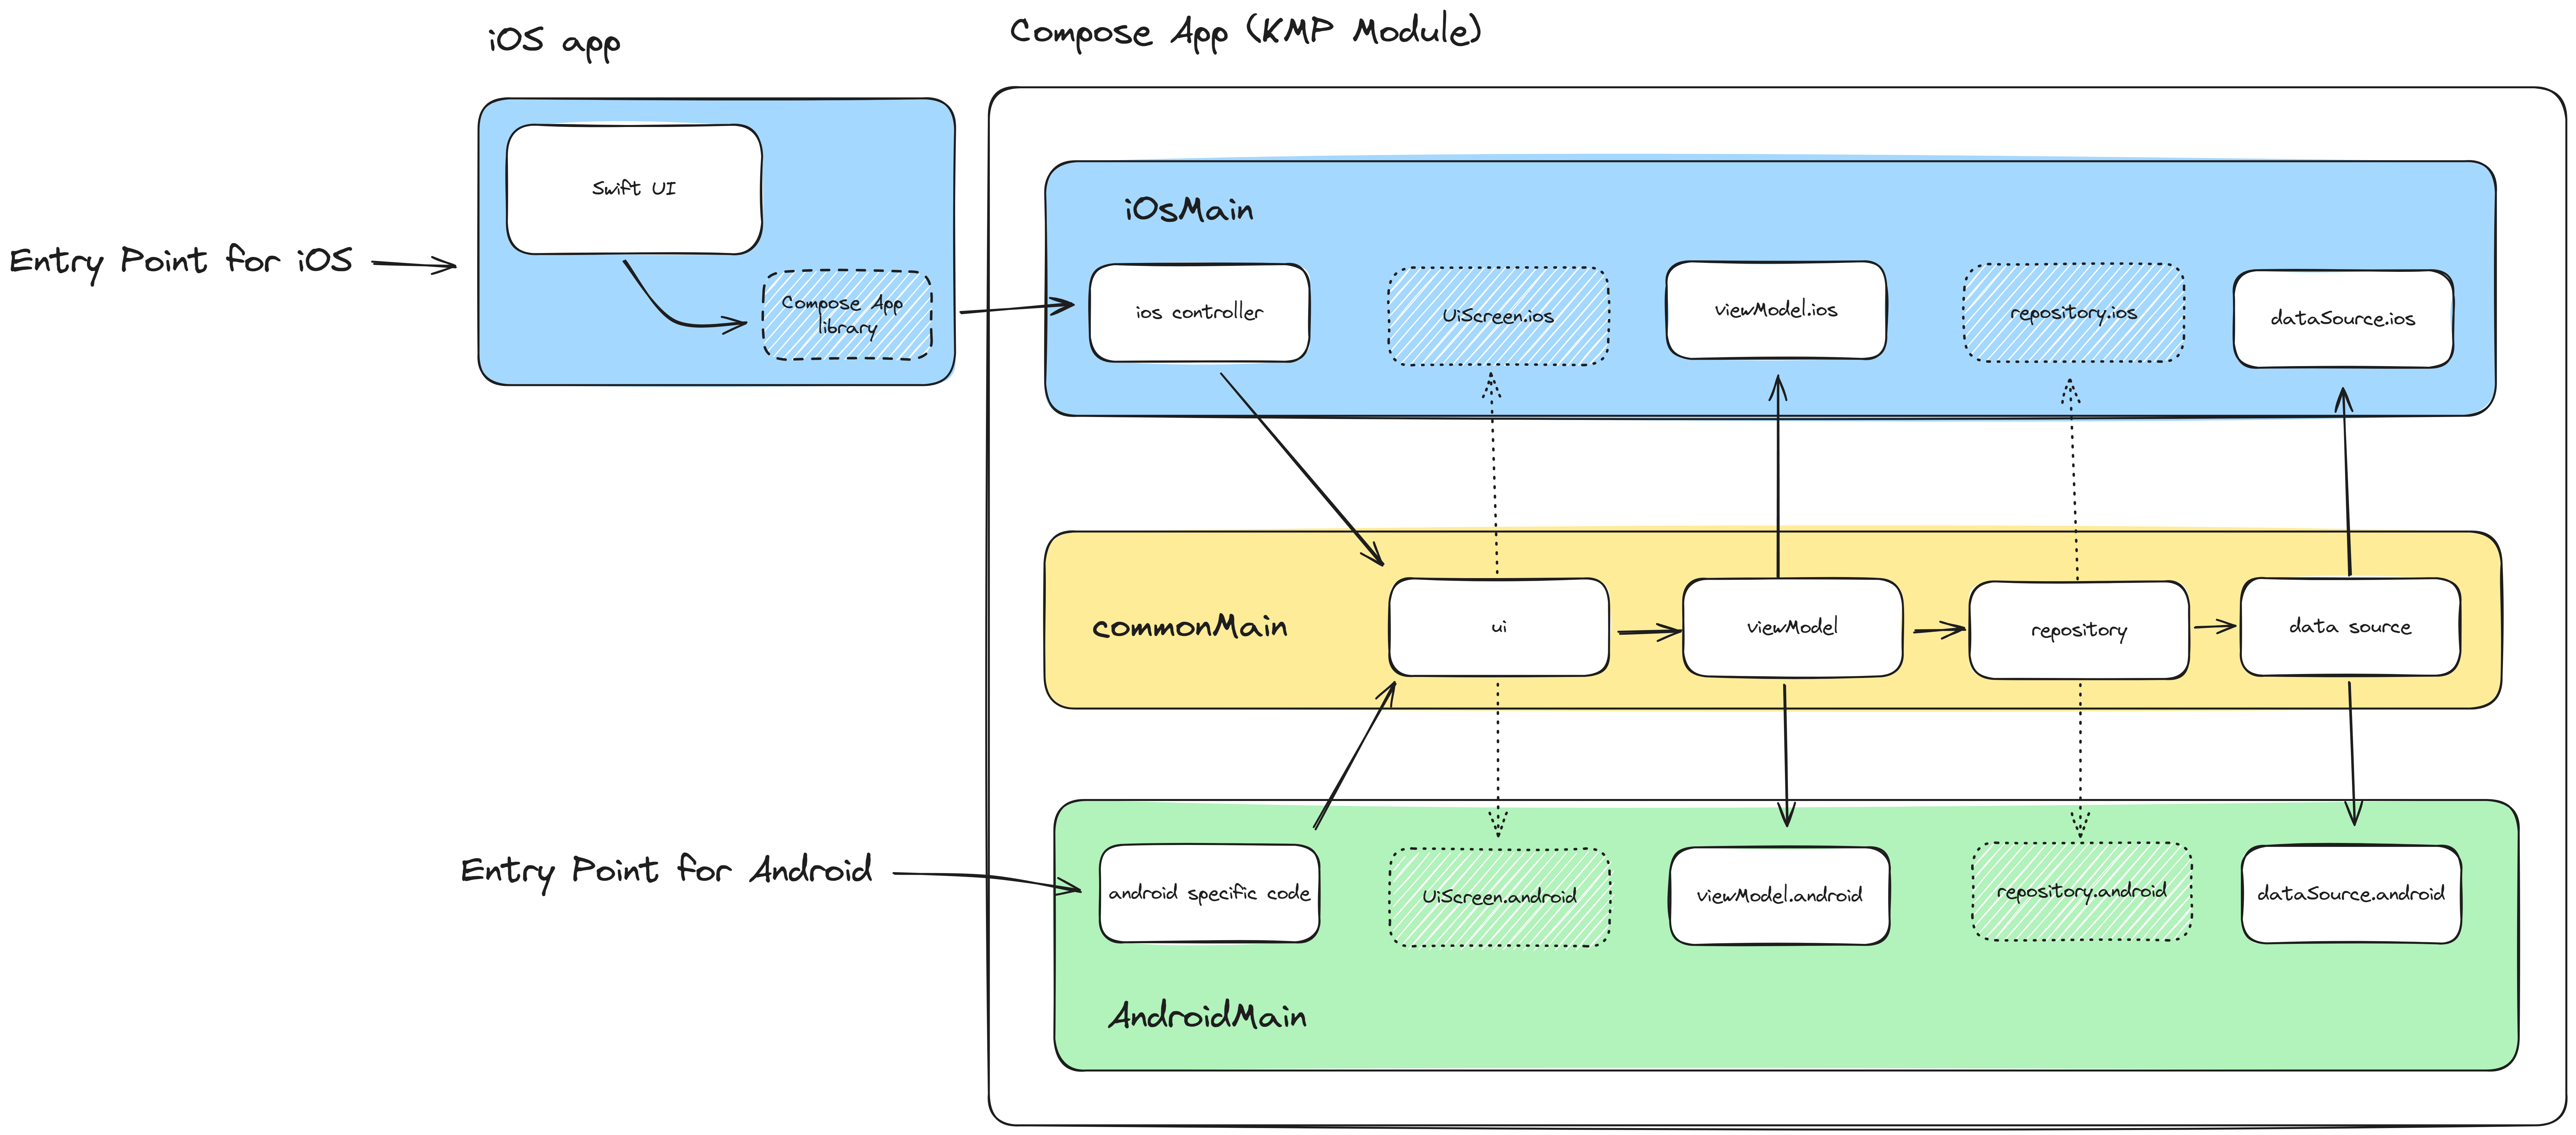 iOS app
Compose App (KMP Module)
Swift UI
Entry Point for iOS
Compose App
library
iOsMain
ios controller
UiScreen.ios
viewModel.ios
repository.ios
dataSource.ios
commonMain
ui
viewModel
repository
data source
Entry Point for Android
android specific code
UiScreen.android
viewModel.android
repository.android
dataSource.android
AndroidMain